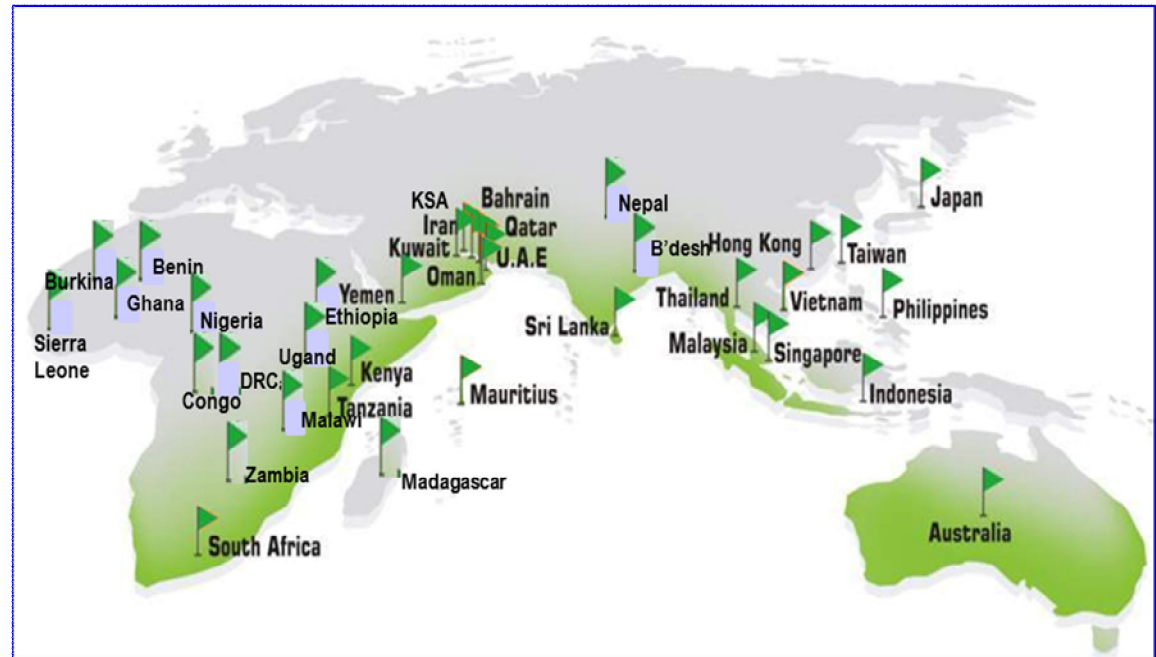 Japan
KSA
Bahrain
Nepal
Iran
Qatar
Kuwait
U.A.E
B'desh
Hong Kong
Taiwan
Oman
Burkina
Benin
Yemen
Thailand
Vietnam
Philippines
Ghana
Nigeria
Ethiopia
Sri Lanka
Sierra
Leone
Ugand
Malaysia
Singapore
Kenya
DRC
Congo
Tanzania
Malawi
Mauritius
Indonesia
Zambia
Madagascar
South Africa
Australia